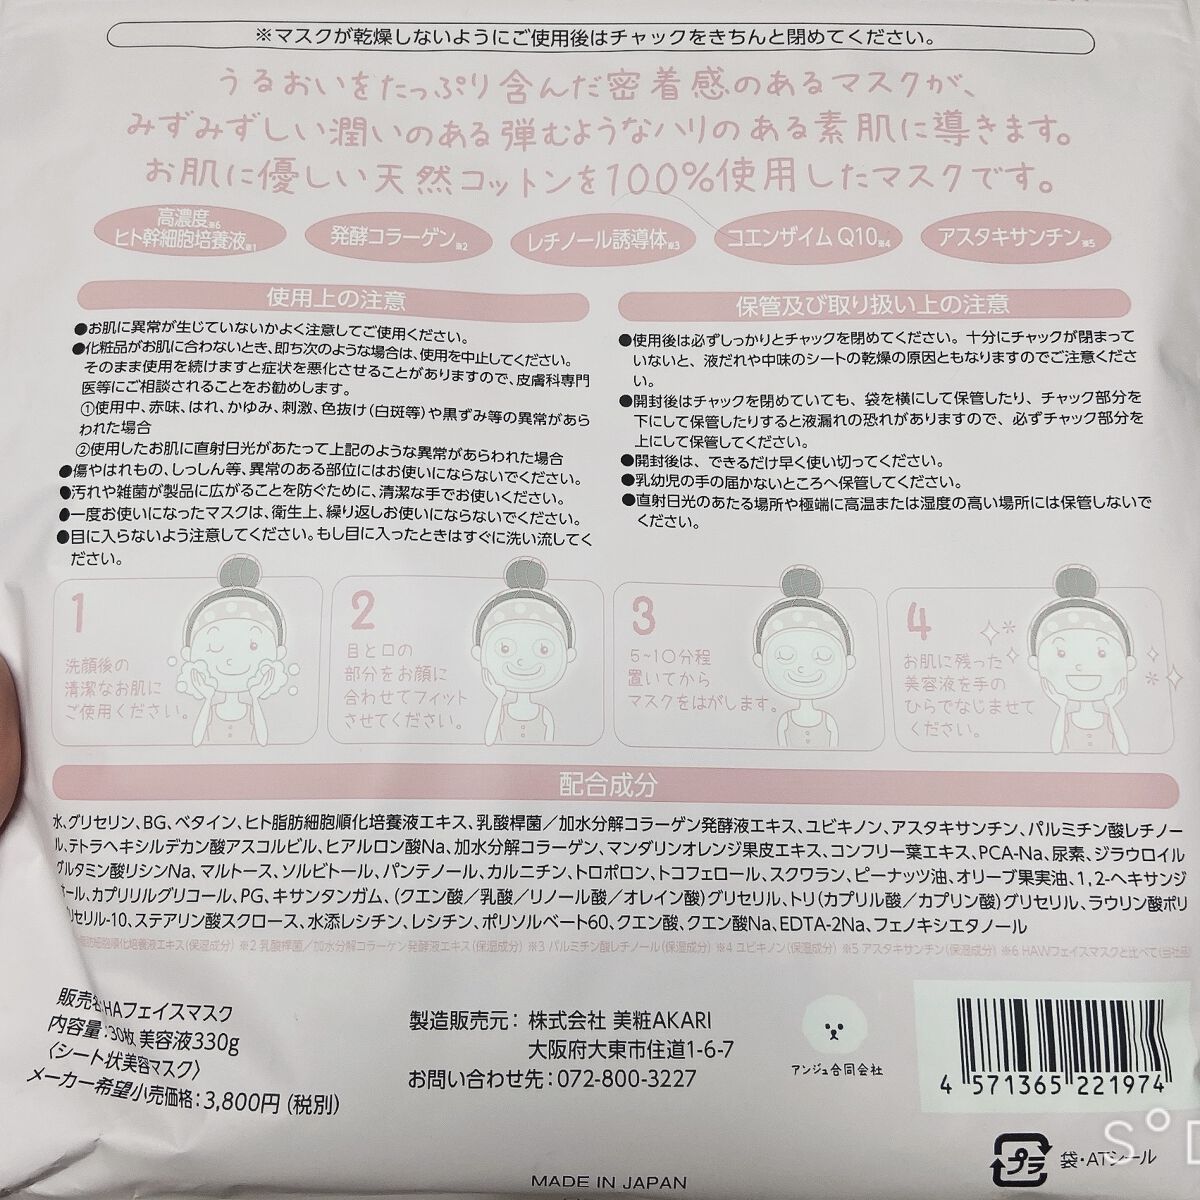 ※マスクが乾燥しないようにご使用後はチャックをきちんと閉めてください。
うるおいをたっぷり含んだ密着感のあるマスクが、
みずみずしい潤いのある弾むようなハリのある素肌に導きます。
お肌に優しい天然コットンを100%使用したマスクです。
高濃度※6
ヒト幹細胞培養液※1
発酵コラーゲン※2
レチノール誘導体※3
コエンザイムQ10※4
アスタキサンチン※5
使用上の注意
●お肌に異常が生じていないかよく注意してご使用ください。
●化粧品がお肌に合わないとき、即ち次のような場合は、使用を中止してください。
そのまま使用を続けますと症状を悪化させることがありますので、皮膚科専門
医等にご相談されることをお勧めします。
①使用中、赤味、はれ、かゆみ、刺激、色抜け(白斑等)や黒ずみ等の異常があら
われた場合
②使用したお肌に直射日光があたって上記のような異常があらわれた場合
●傷やはれもの、しっしん等、異常のある部位にはお使いにならないでください。
●汚れや雑菌が製品に広がることを防ぐために、清潔な手でお使いください。
●一度お使いになったマスクは、衛生上、繰り返しお使いにならないでください。
●目に入らないよう注意してください。もし目に入ったときはすぐに洗い流してく
ださい。
保管及び取り扱い上の注意
●使用後は必ずしっかりとチャックを閉めてください。十分にチャックが閉まって
いないと、液だれや中味のシートの乾燥の原因ともなりますのでご注意くださ
い。
●開封後はチャックを閉めていても、袋を横にして保管したり、チャック部分を
下にして保管したりすると液漏れの恐れがありますので、必ずチャック部分を
上にして保管してください。
●開封後は、できるだけ早く使い切ってください。
●乳幼児の手の届かないところへ保管してください。
●直射日光のあたる場所や極端に高温または湿度の高い場所には保管しないで
ください。
1
洗顔後の
清潔なお肌に
ご使用ください。
2
目と口の
部分をお顔に
合わせてフィット
させてください。
3
5~10分程
置いてから
マスクをはがします。
4
お肌に残った
美容液を手の
ひらでなじませて
ください。
配合成分
水、グリセリン、BG、ベタイン、ヒト脂肪細胞順化培養液エキス、乳酸桿菌／加水分解コラーゲン発酵液エキス、ユビキノン、アスタキサンチン、パルミチン酸レチノー
ル、テトラヘキシルデカン酸アスコルビル、ヒアルロン酸Na、加水分解コラーゲン、マンダリンオレンジ果皮エキス、コンフリー葉エキス、PCA-Na、尿素、ジラウロイル
グルタミン酸リシンNa、マルトース、ソルビトール、パンテノール、カルニチン、トロポロン、トコフェロール、スクワラン、ピーナッツ油、オリーブ果実油、1,2-ヘキサンジ
オール、カプリリルグリコール、PG、キサンタンガム、(クエン酸／乳酸／リノール酸／オレイン酸)グリセリル、トリ(カプリル酸／カプリン酸)グリセリル、ラウリン酸ポリ
グリセリル-10、ステアリン酸スクロース、水添レシチン、レシチン、ポリソルベート60、クエン酸、クエン酸Na、EDTA-2Na、フェノキシエタノール
脂肪細胞順化培養液エキス(保湿成分) ※2 乳酸桿菌／加水分解コラーゲン発酵液エキス(保湿成分) ※3 パルミチン酸レチノール(保湿成分) ※4 ユビキノン(保湿成分) ※5 アスタキサンチン(保湿成分) ※6 HAWフェイスマスクと比べて(当社品
販売名:HAフェイスマスク
内容量:30枚 美容液330g
〈シート状美容マスク〉
メーカー希望小売価格:3,800円(税別)
製造販売元:株式会社 美粧AKARI
大阪府大東市住道1-6-7
お問い合わせ先:072-800-3227
アンジュ合同会社
4 571365 221974
プラ
袋・ATシール
MADE IN JAPAN